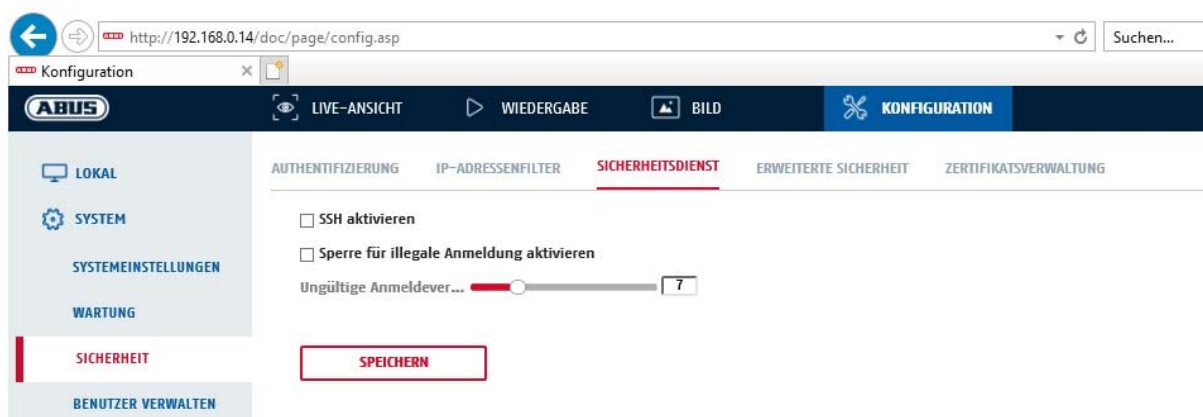 http://192.168.0.14/doc/page/config.asp
Suchen...
Konfiguration
ABUS
LIVE-ANSICHT
WIEDERGABE
BILD
KONFIGURATION
LOKAL
SYSTEM
SYSTEMEINSTELLUNGEN
WARTUNG
SICHERHEIT
BENUTZER VERWALTEN
AUTHENTIFIZIERUNG
IP-ADRESSENFILTER
SICHERHEITSDIENST
ERWEITERTE SICHERHEIT
ZERTIFIKATSVERWALTUNG
SSH aktivieren
Sperre für illegale Anmeldung aktivieren
Ungültige Anmeldever... 7
SPEICHERN